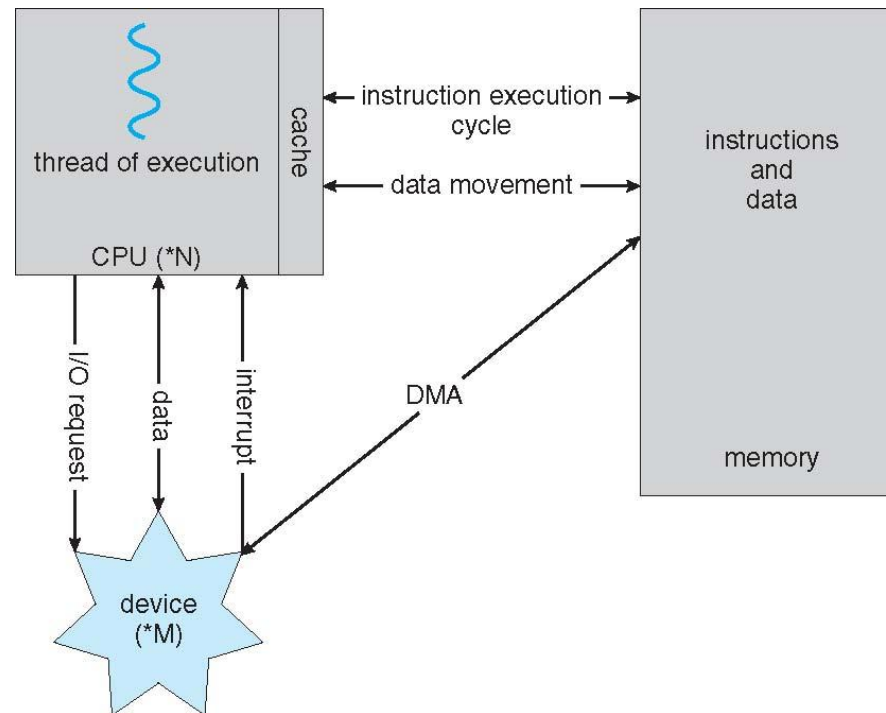 thread of execution
cache
CPU (*N)
instruction execution
cycle
data movement
instructions
and
data
memory
I/O request
data
interrupt
DMA
device
(*M)